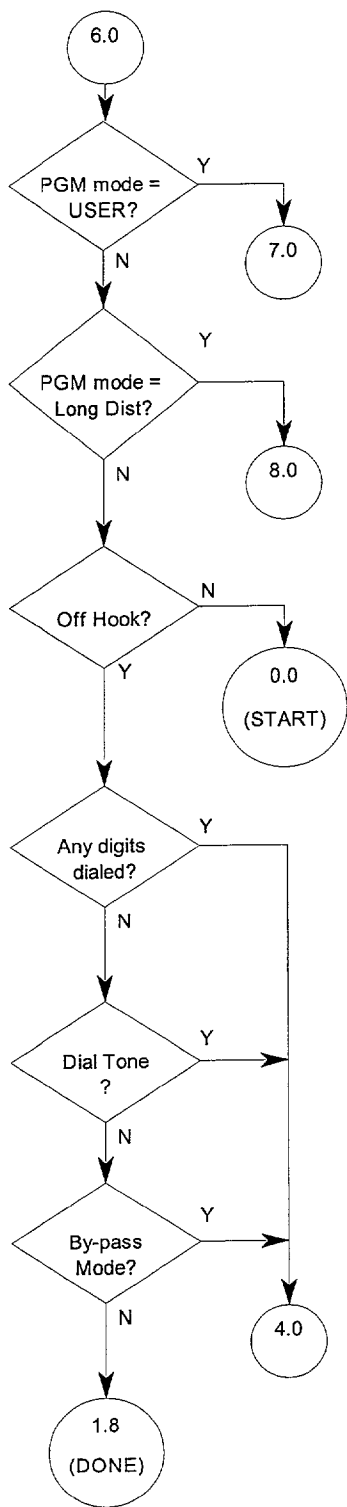 6.0
Y
PGM mode =
USER?
7.0
N
Y
PGM mode =
Long Dist?
8.0
N
N
Off Hook?
Y
0.0
(START)
Y
Any digits
dialed?
N
Y
Dial Tone
?
N
Y
By-pass
Mode?
4.0
N
1.8
(DONE)